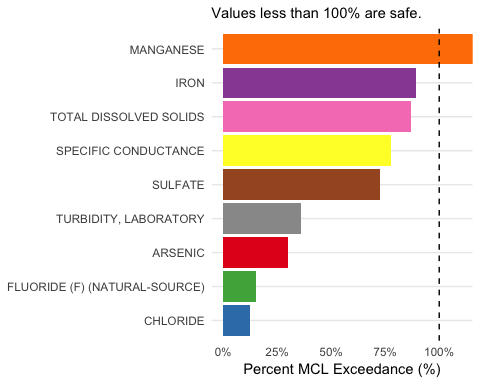 Values less than 100% are safe.
MANGANESE
IRON
TOTAL DISSOLVED SOLIDS
SPECIFIC CONDUCTANCE
SULFATE
TURBIDITY, LABORATORY
ARSENIC
FLUORIDE (F) (NATURAL-SOURCE)
CHLORIDE
0% 25% 50% 75% 100%
Percent MCL Exceedance (%)